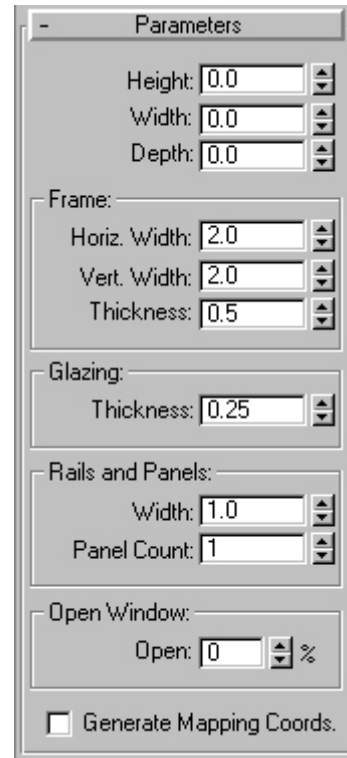 - Parameters
Height: 0.0
Width: 0.0
Depth: 0.0
Frame:
Horiz. Width: 2.0
Vert. Width: 2.0
Thickness: 0.5
Glazing:
Thickness: 0.25
Rails and Panels:
Width: 1.0
Panel Count: 1
Open Window:
Open: 0 %
Generate Mapping Coords.